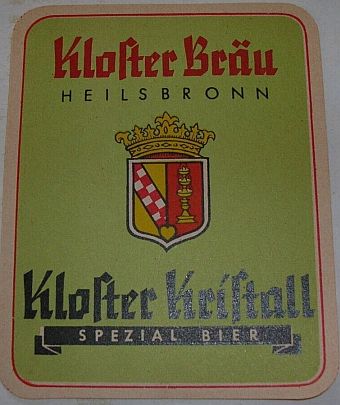 Kloſter Bräu
HEILSBRONN
Kloſter Kriſtall
SPEZIAL BIER